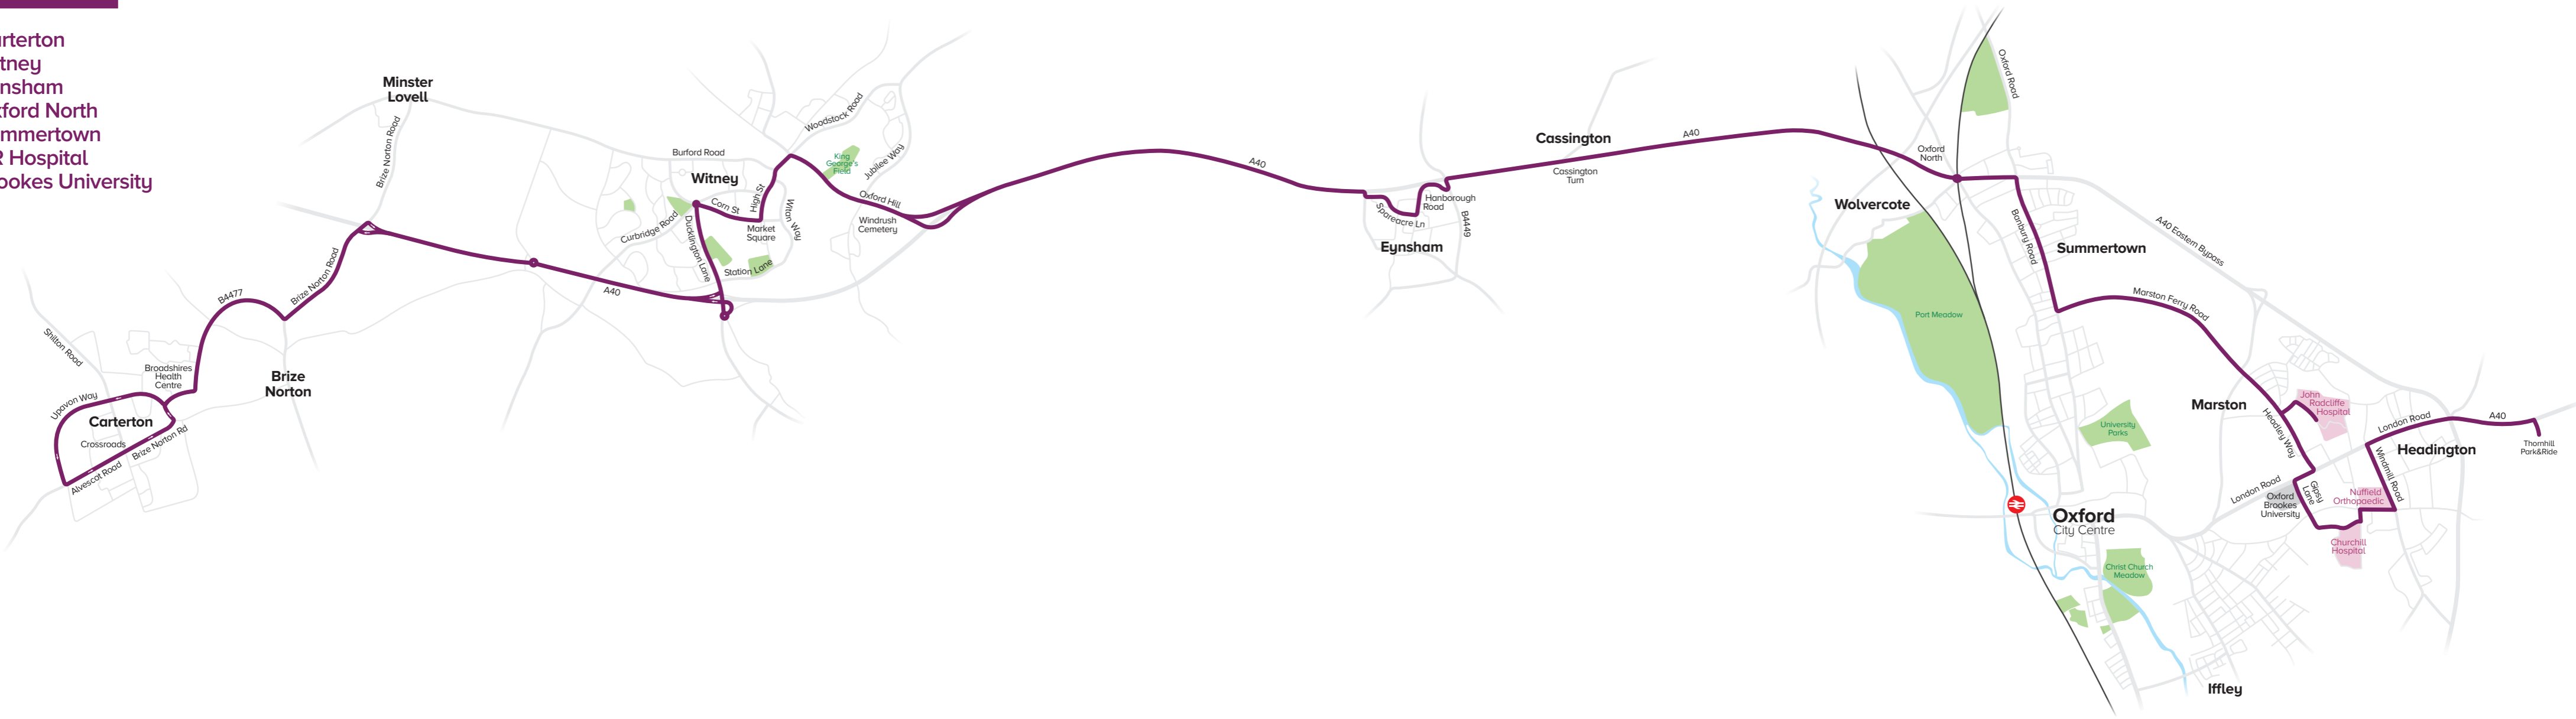 rterton
tney
nsham
ford North
mmertown
R Hospital
ookes University
Minster
Lovell
Brize Norton Road
B4477
Brize Norton Road
Shilton Road
Broadshires
Health
Centre
Upavon Way
Carterton
Crossroads
Brize Norton Rd
Alvescot Road
Brize
Norton
A40
Burford Road
Witney
Woodstock Road
King
George's
Field
Jubilee Way
Corn St
High St
Witan Way
Market
Square
Curbridge Road
Ducklington Lane
Station Lane
Oxford Hill
Windrush
Cemetery
A40
Spareacre Ln
Hanborough
Road
B4449
Eynsham
Cassington
Cassington
Turn
A40
Oxford
North
Oxford Road
Wolvercote
Port Meadow
Banbury Road
Summertown
A40 Eastern Bypass
Marston Ferry Road
Marston
University
Parks
John
Radcliffe
Hospital
Headley Way
London Road
A40
Thornhill
Park&Ride
Headington
Windmill Road
London Road
Oxford
Brookes
University
Gipsy
Lane
Nuffield
Orthopaedic
Churchill
Hospital
Oxford
City Centre
Christ Church
Meadow
Iffley